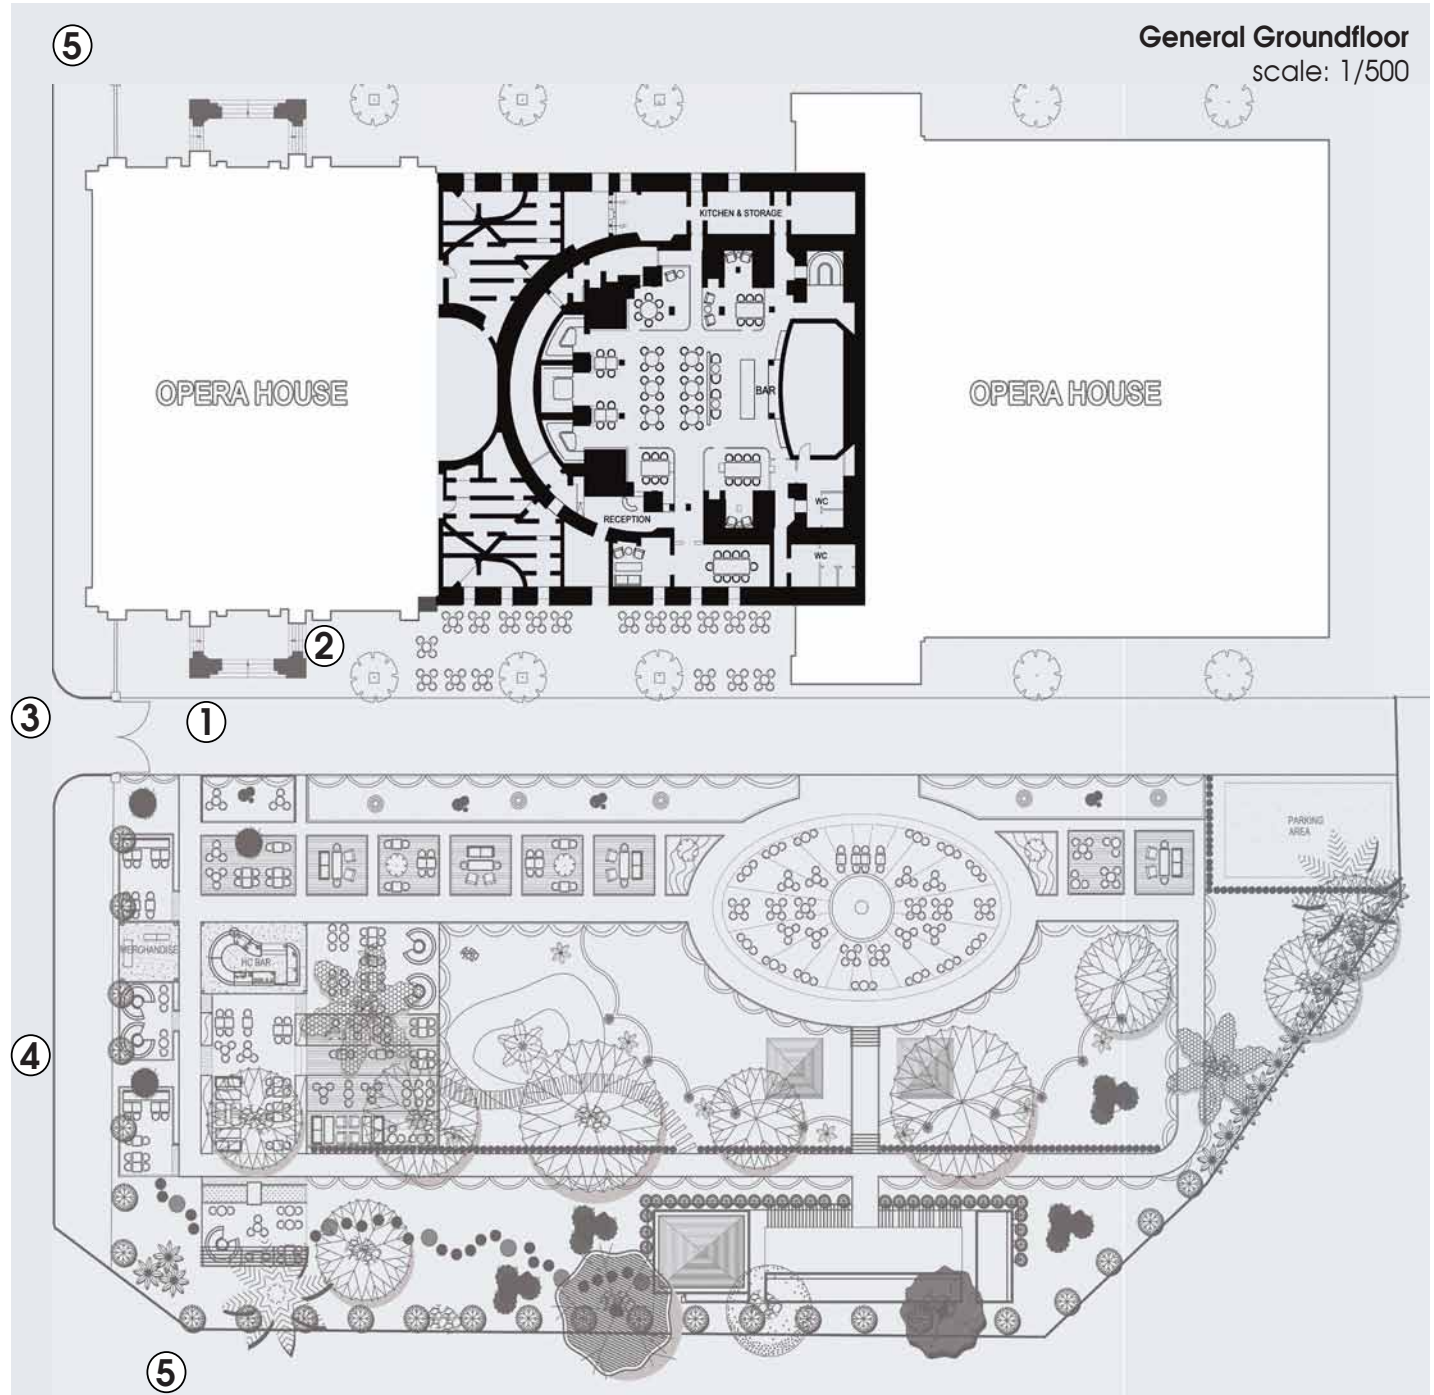 5
General Groundfloor
scale: 1/500
KITCHEN & STORAGE
OPERA HOUSE
BAR
OPERA HOUSE
WC
RECEPTION
WC
2
3
1
PARKING
AREA
MERCHANDISE
HC BAR
4
5